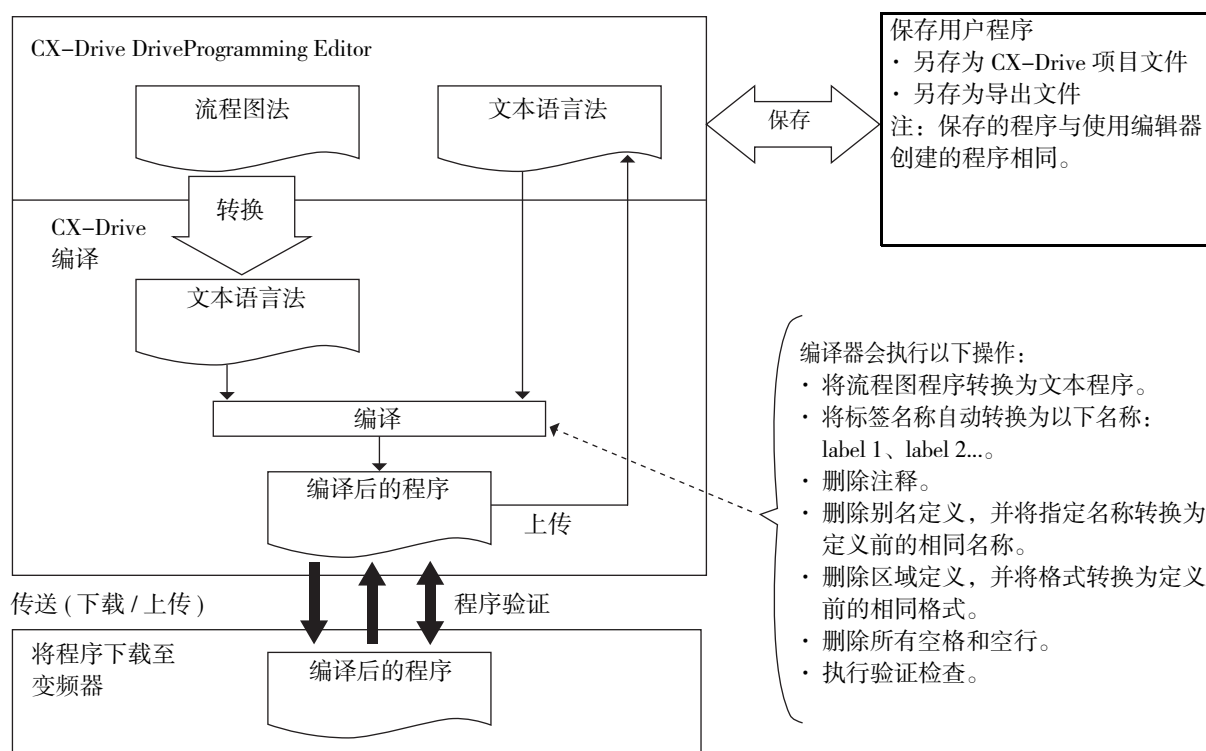 CX–Drive DriveProgramming Editor
流程图法
文本语言法
保存
保存用户程序
· 另存为 CX–Drive 项目文件
· 另存为导出文件
注：保存的程序与使用编辑器
创建的程序相同。
转换
CX–Drive
编译
文本语言法
编译
编译后的程序
上传
编译器会执行以下操作：
· 将流程图程序转换为文本程序。
· 将标签名称自动转换为以下名称：
label 1、label 2...。
· 删除注释。
· 删除别名定义，并将指定名称转换为
定义前的相同名称。
· 删除区域定义，并将格式转换为定义
前的相同格式。
· 删除所有空格和空行。
· 执行验证检查。
传送 ( 下载 / 上传 )
程序验证
将程序下载至
变频器
编译后的程序